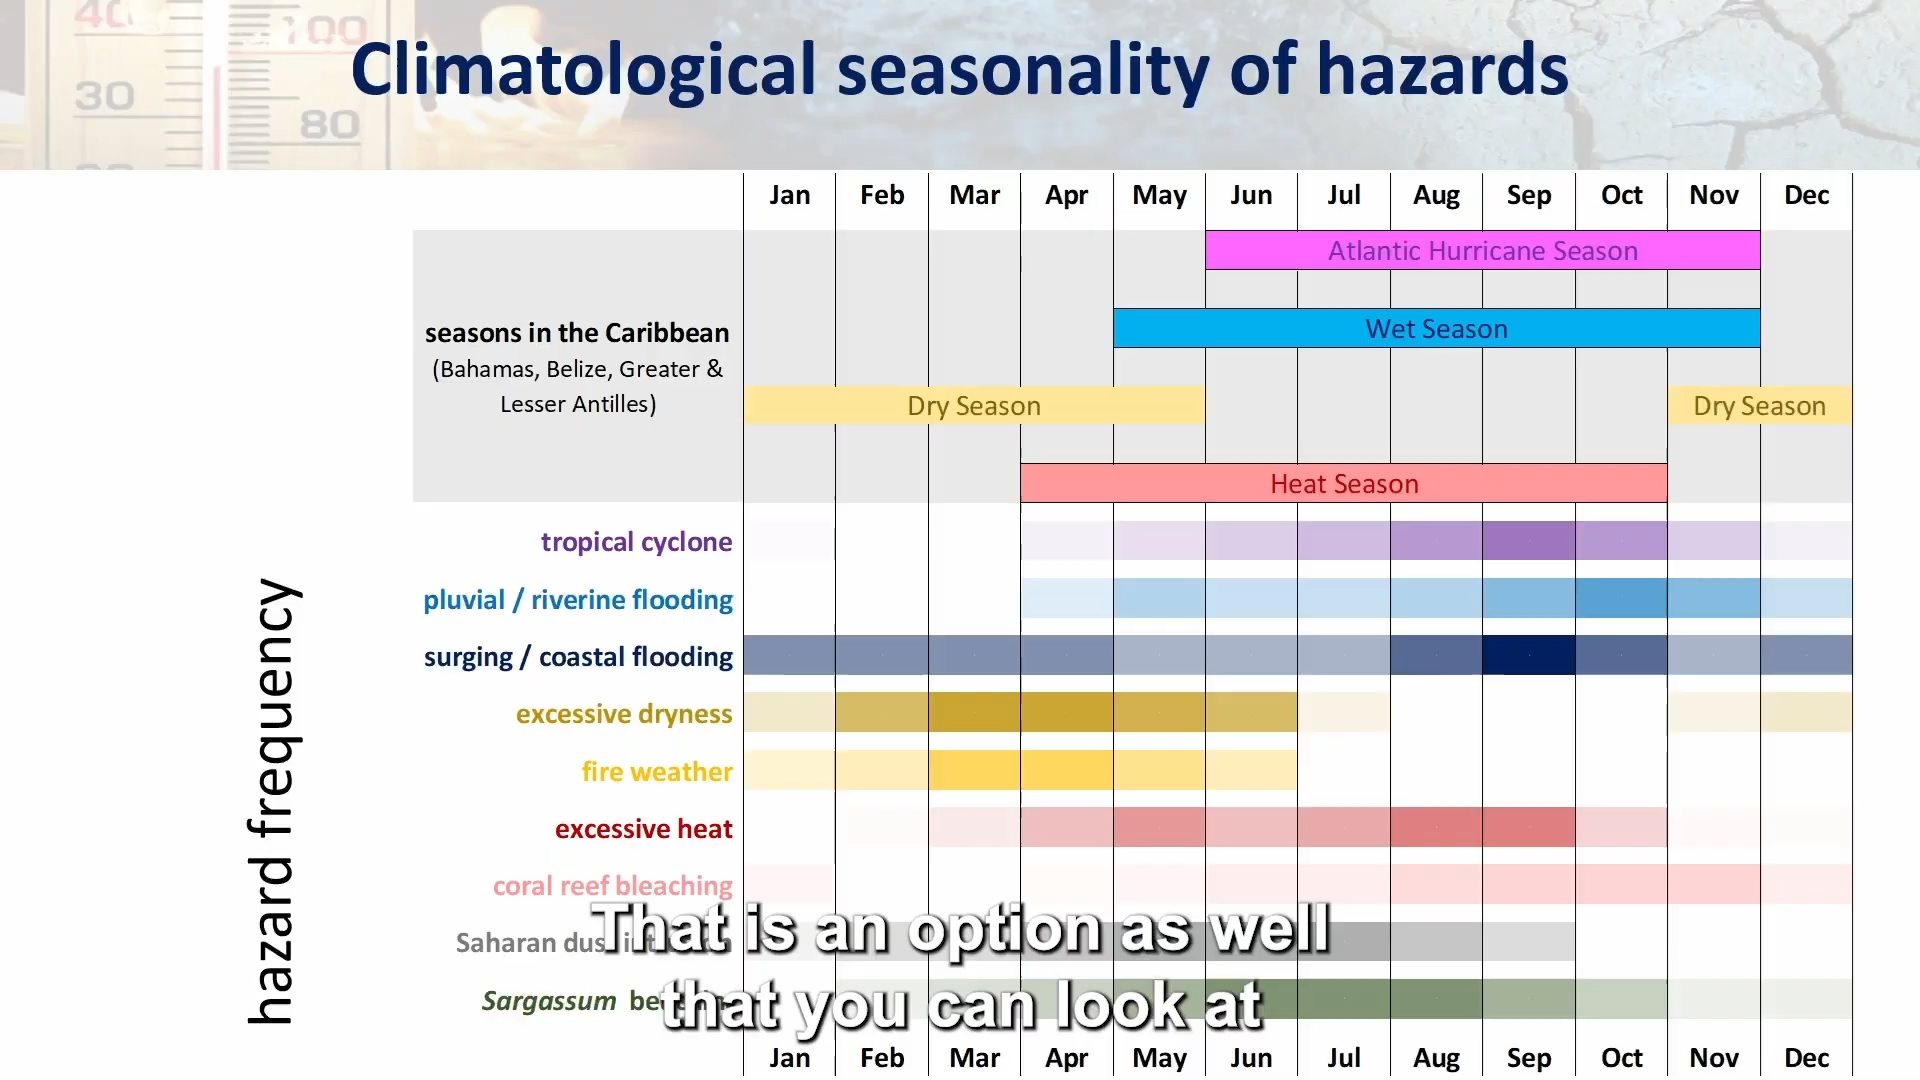 40
100
30
80
Climatological seasonality of hazards
Jan Feb Mar Apr May Jun Jul Aug Sep Oct Nov Dec
Atlantic Hurricane Season
Wet Season
seasons in the Caribbean
(Bahamas, Belize, Greater &
Lesser Antilles)
Dry Season
Dry Season
Heat Season
hazard frequency
tropical cyclone
pluvial / riverine flooding
surging / coastal flooding
excessive dryness
fire weather
excessive heat
coral reef bleaching
Saharan
Sargassum
That is an option as well
that you can look at
Jan Feb Mar Apr May Jun Jul Aug Sep Oct Nov Dec